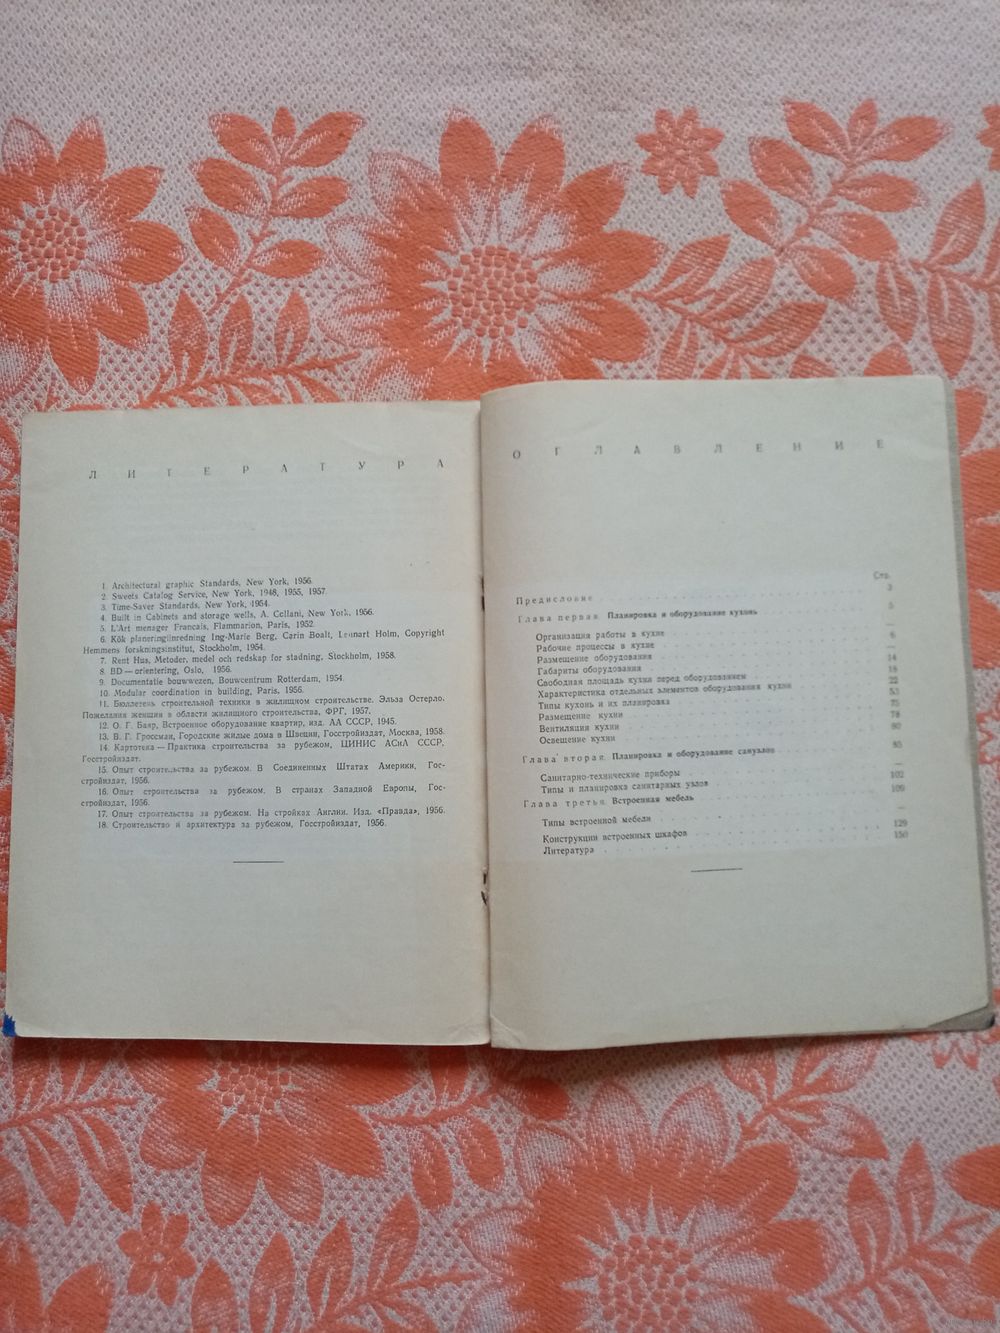 ЛИТЕРАТУРА
1. Architectural graphic Standards, New York, 1956.
2. Sweets Catalog Service, New York, 1948, 1955, 1957.
3. Time-Saver Standards, New York, 1954.
4. Built in Cabinets and storage wells, A. Cellani, New York, 1956.
5. L'Art menager Francais, Flammarion, Paris, 1952.
6. Kök planeringinredning Ing-Marie Berg, Carin Boalt, Lennart Holm, Copyright
Hemmens forskningsinstitut, Stockholm, 1954.
7. Rent Hus, Metoder, medel och redskap for stadning, Stockholm, 1958.
8. BD — orientering, Oslo, 1956.
9. Documentatie bouwwezen, Bouwcentrum Rotterdam, 1954.
10. Modular coordination in building, Paris, 1956.
11. Бюллетень строительной техники в жилищном строительстве. Эльза Остерло.
Пожелания женщин в области жилищного строительства, ФРГ, 1957.
12. О. Г. Баяр, Встроенное оборудование квартир, изд. АА СССР, 1945.
13. В. Г. Гроссман, Городские жилые дома в Швеции, Госстройиздат, Москва, 1958.
14. Картотека — Практика строительства за рубежом, ЦИНИС АСиА СССР,
Госстройиздат.
15. Опыт строительства за рубежом. В Соединенных Штатах Америки, Гос-
стройиздат, 1956.
16. Опыт строительства за рубежом. В странах Западной Европы, Гос-
стройиздат, 1956.
17. Опыт строительства за рубежом. На стройках Англии. Изд. «Правда», 1956.
18. Строительство и архитектура за рубежом, Госстройиздат, 1956.
ОГЛАВЛЕНИЕ
Стр.
Предисловие 3
Глава первая. Планировка и оборудование кухонь 5
Организация работы в кухне —
Рабочие процессы в кухне 6
Размещение оборудования —
Габариты оборудования 14
Свободная площадь кухни перед оборудованием 18
Характеристика отдельных элементов оборудования кухни 22
Типы кухонь и их планировка 53
Размещение кухни 75
Вентиляция кухни 78
Освещение кухни 80
Глава вторая. Планировка и оборудование санузлов 85
Санитарно-технические приборы —
Типы и планировка санитарных узлов 102
Глава третья. Встроенная мебель 109
Типы встроенной мебели —
Конструкции встроенных шкафов 129
Литература 150